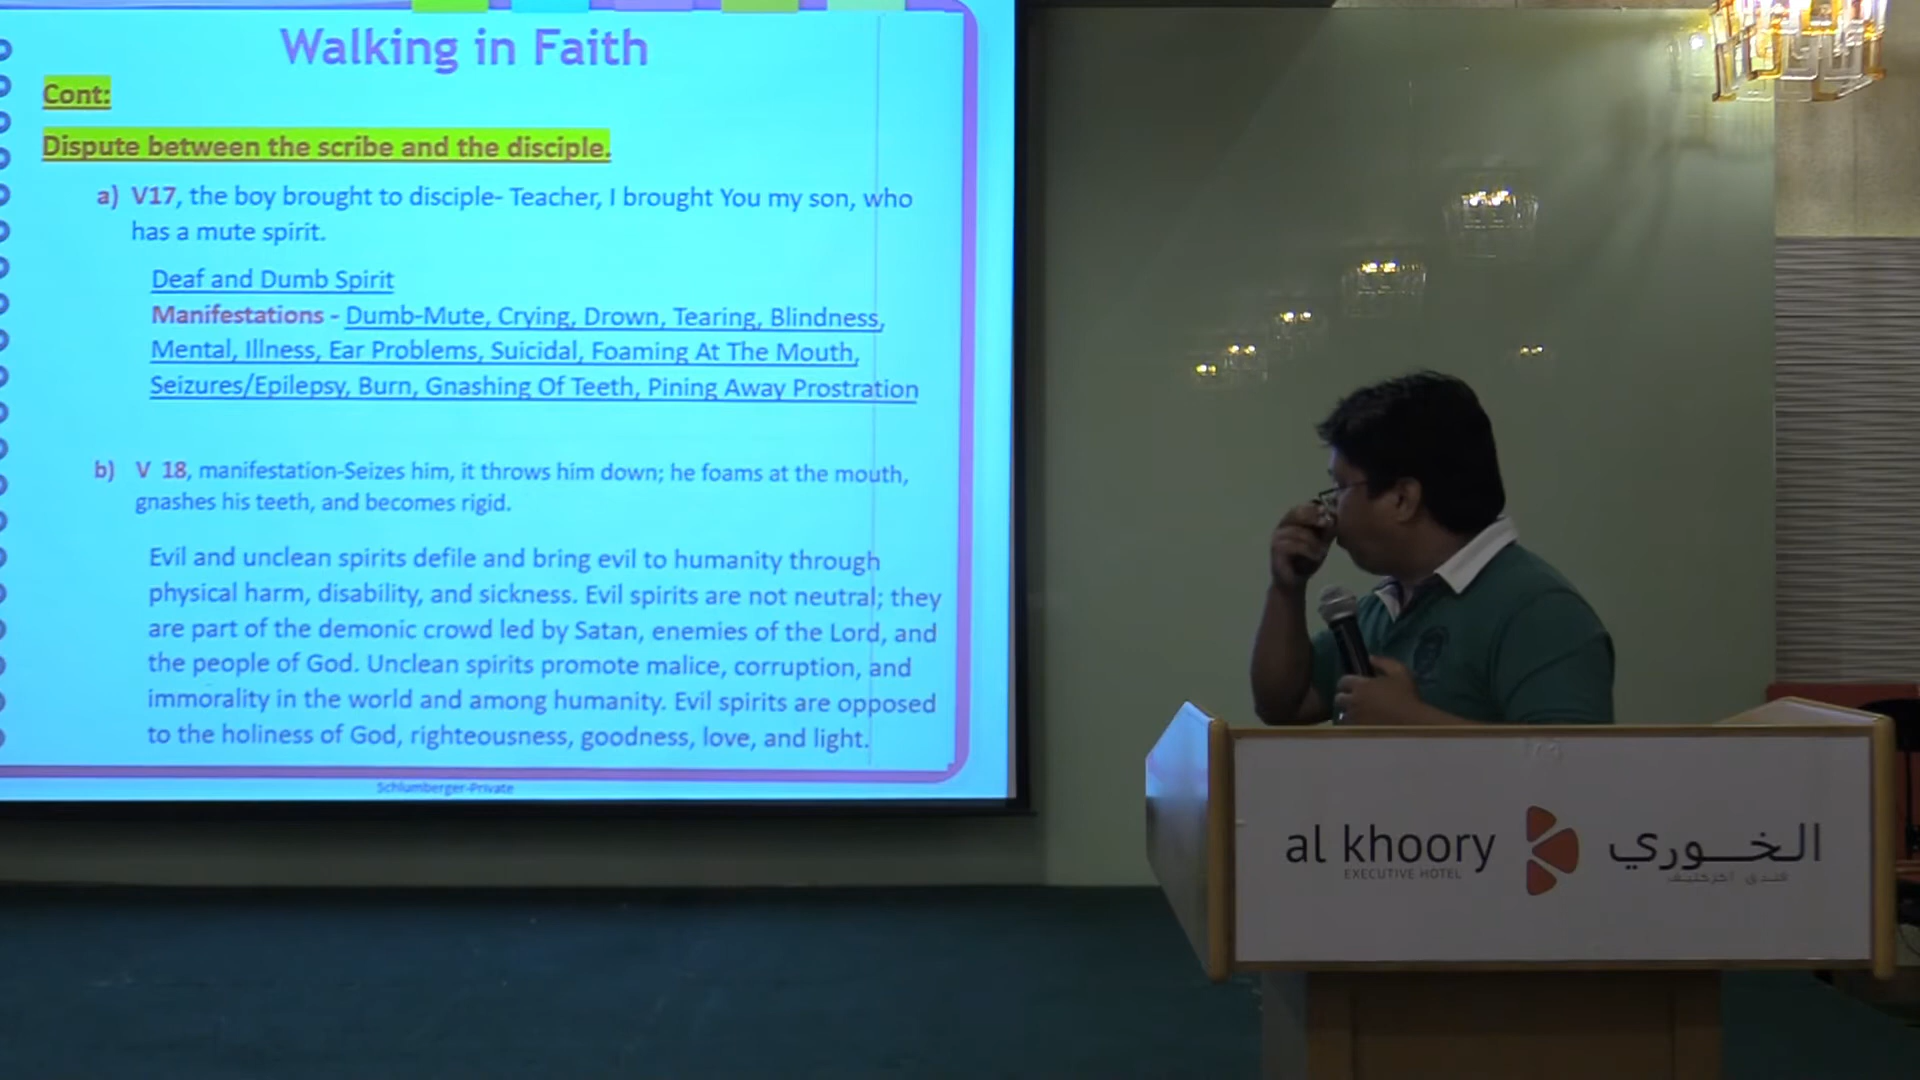 Walking in Faith
Cont:
Dispute between the scribe and the disciple.
a) V17, the boy brought to disciple- Teacher, I brought You my son, who
has a mute spirit.
Deaf and Dumb Spirit
Manifestations - Dumb-Mute, Crying, Drown, Tearing, Blindness,
Mental, Illness, Ear Problems, Suicidal, Foaming At The Mouth,
Seizures/Epilepsy, Burn, Gnashing Of Teeth, Pining Away Prostration
b) V 18, manifestation-Seizes him, it throws him down; he foams at the mouth,
gnashes his teeth, and becomes rigid.
Evil and unclean spirits defile and bring evil to humanity through
physical harm, disability, and sickness. Evil spirits are not neutral; they
are part of the demonic crowd led by Satan, enemies of the Lord, and
the people of God. Unclean spirits promote malice, corruption, and
immorality in the world and among humanity. Evil spirits are opposed
to the holiness of God, righteousness, goodness, love, and light.
Schlumberger-Private
al khoory
EXECUTIVE HOTEL
الخوري
فندق اكزكتيف